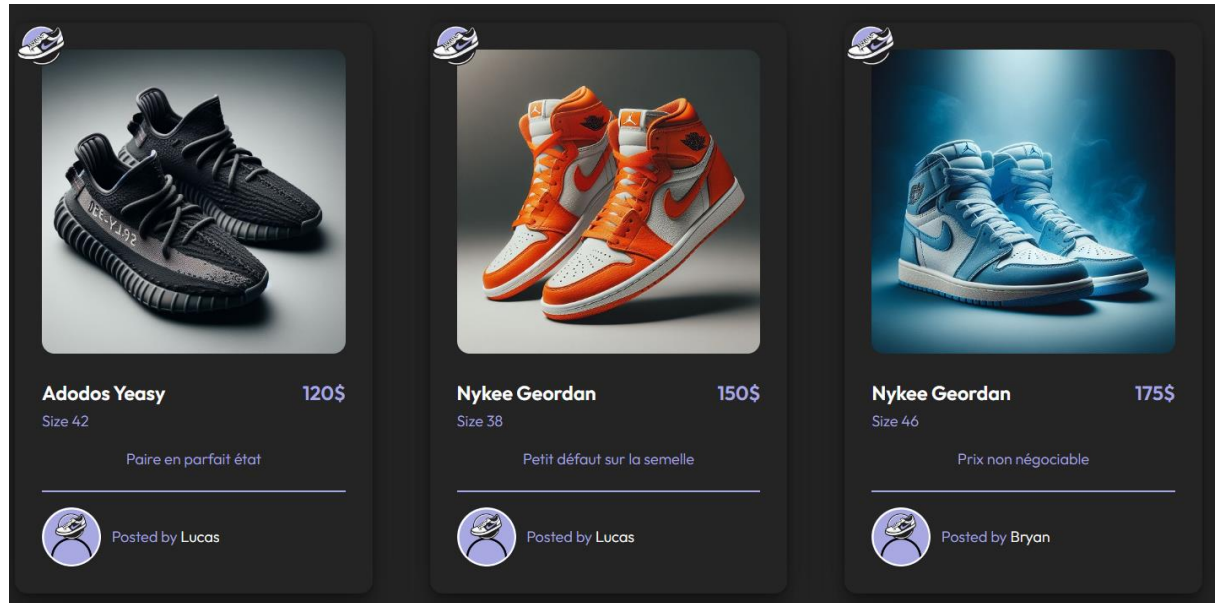 Adodos Yeasy
120$
Size 42
Paire en parfait état
Posted by Lucas
Nykee Geordan
150$
Size 38
Petit défaut sur la semelle
Posted by Lucas
Nykee Geordan
175$
Size 46
Prix non négociable
Posted by Bryan